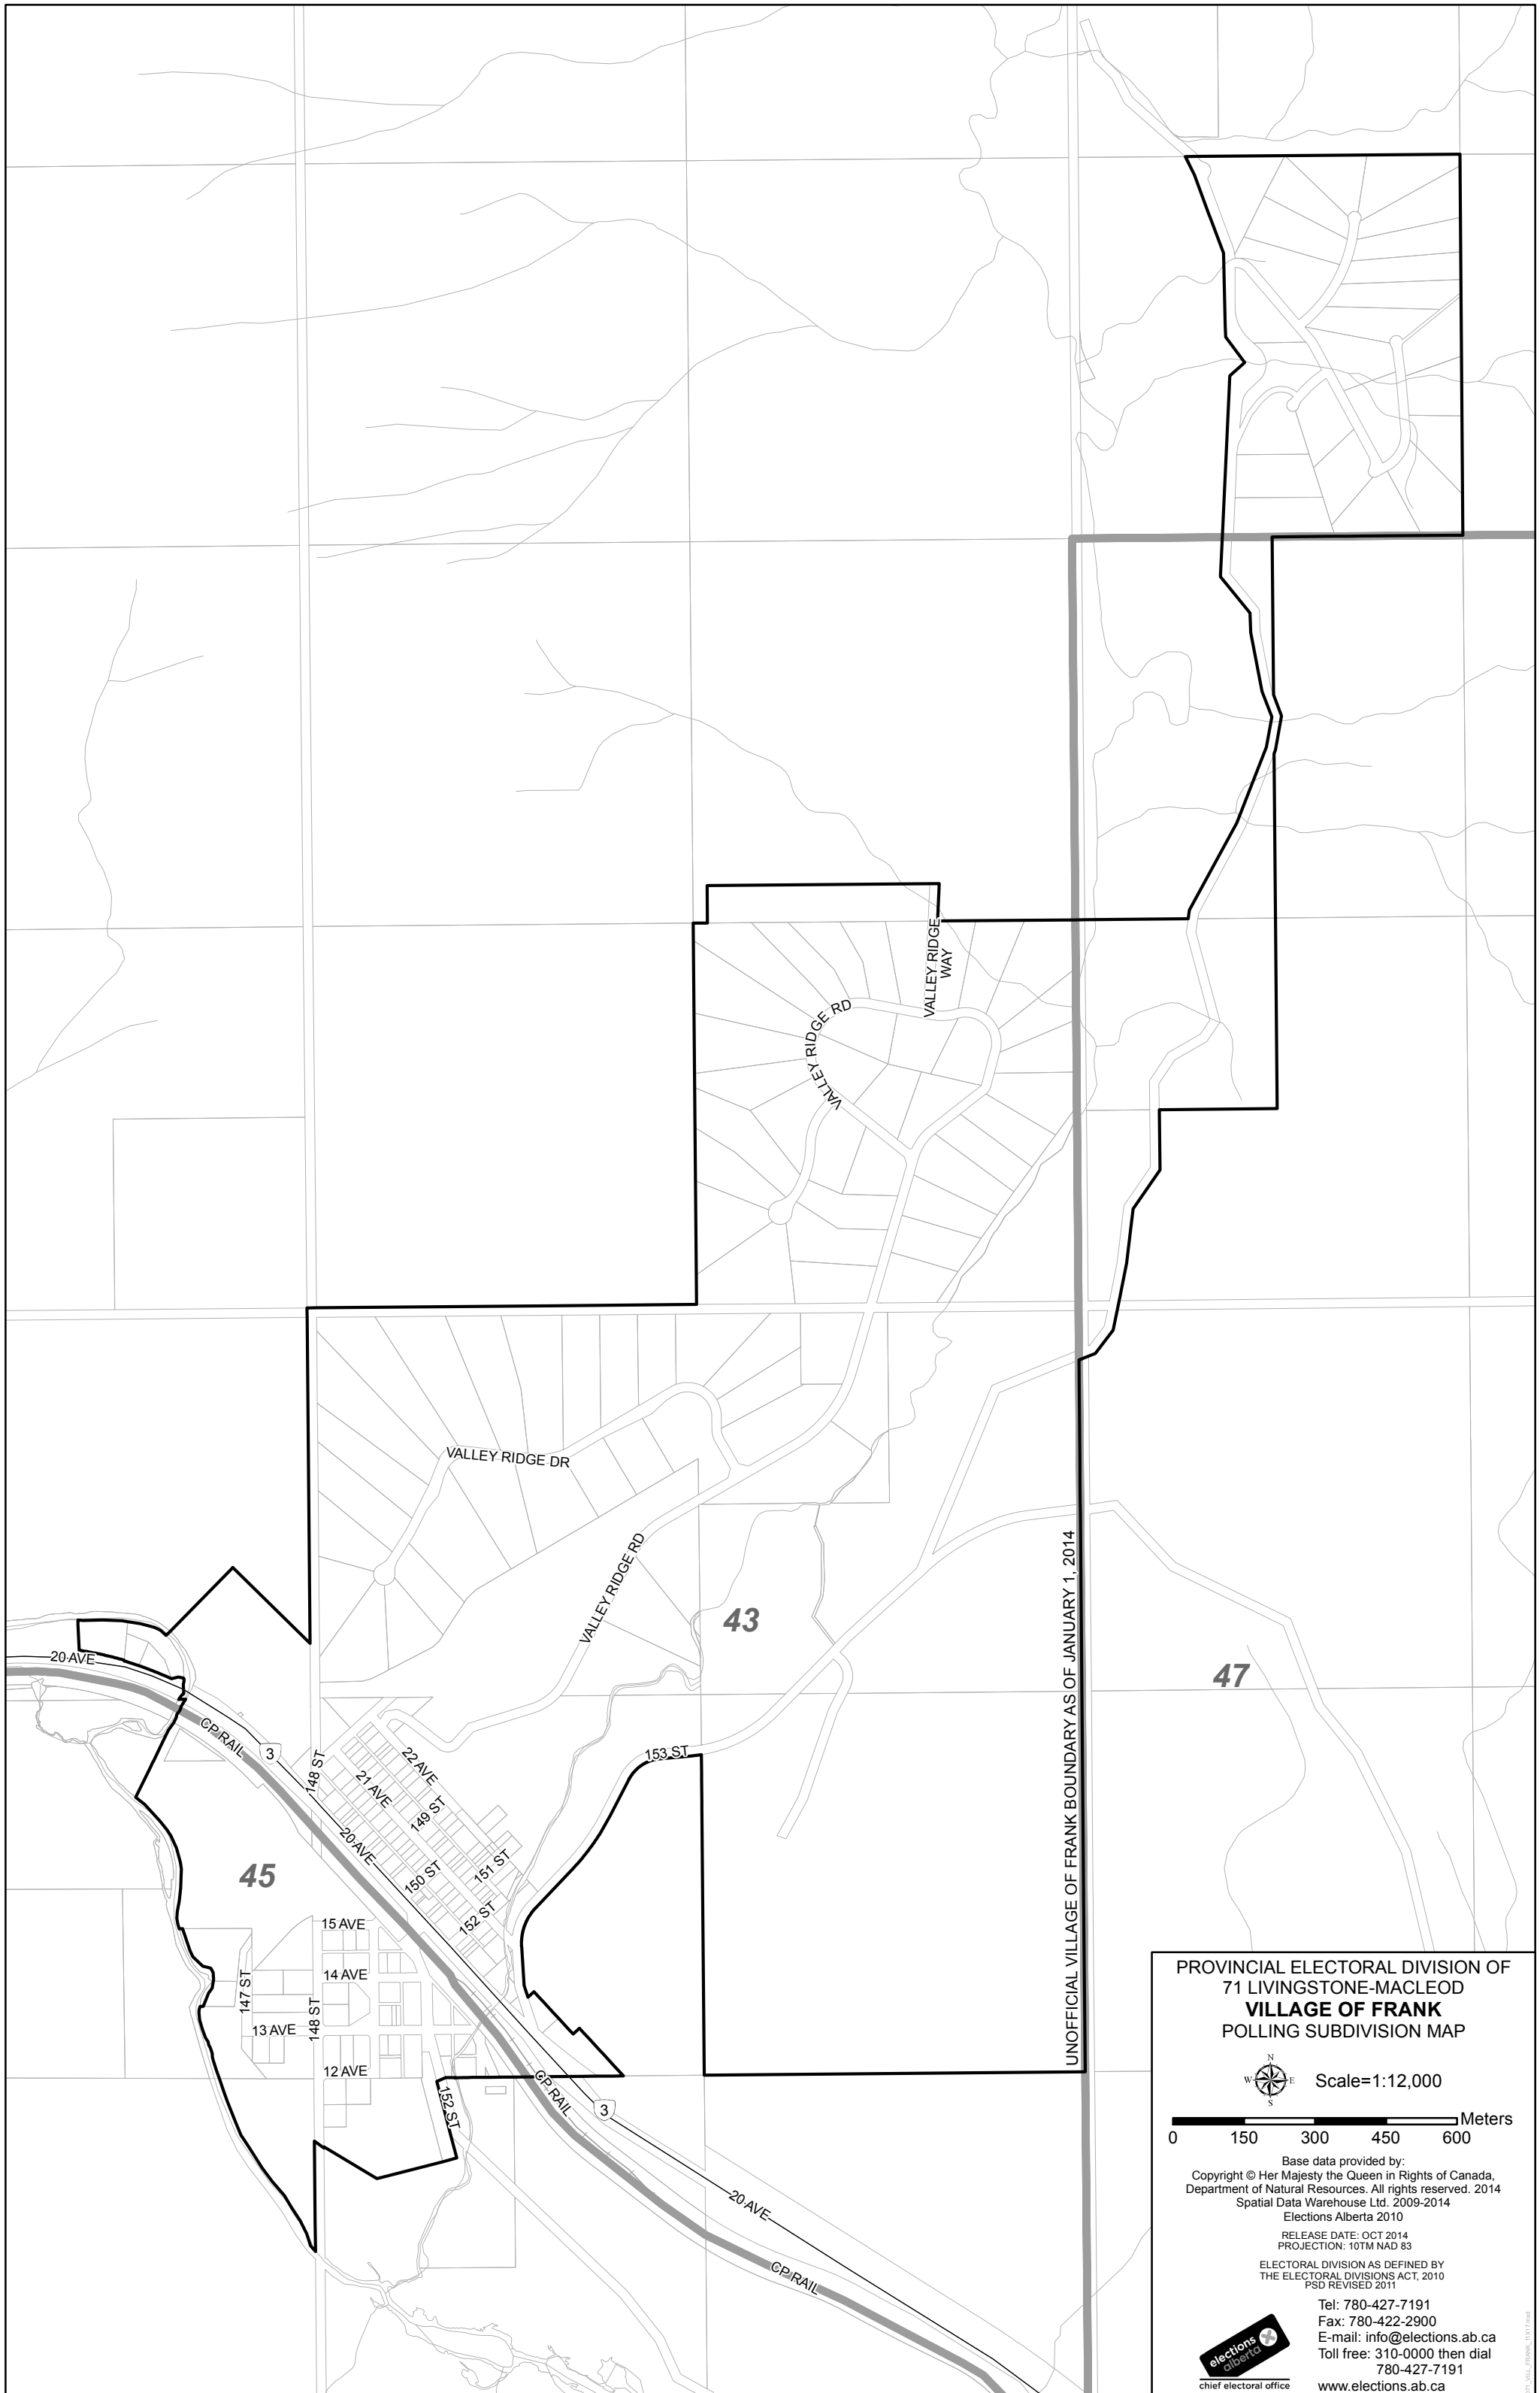 VALLEY RIDGE
WAY
VALLEY RIDGE RD
VALLEY RIDGE DR
VALLEY RIDGE RD
43
47
UNOFFICIAL VILLAGE OF FRANK BOUNDARY AS OF JANUARY 1, 2014
20 AVE
CP RAIL
3
148 ST
22 AVE
21 AVE
149 ST
153 ST
20 AVE
150 ST
151 ST
152 ST
45
15 AVE
14 AVE
147 ST
148 ST
13 AVE
12 AVE
152 ST
CP RAIL
3
20 AVE
CP RAIL
PROVINCIAL ELECTORAL DIVISION OF
71 LIVINGSTONE-MACLEOD
VILLAGE OF FRANK
POLLING SUBDIVISION MAP
N
W E
S
Scale=1:12,000
Meters
0 150 300 450 600
Base data provided by:
Copyright © Her Majesty the Queen in Rights of Canada,
Department of Natural Resources. All rights reserved. 2014
Spatial Data Warehouse Ltd. 2009-2014
Elections Alberta 2010
RELEASE DATE: OCT 2014
PROJECTION: 10TM NAD 83
ELECTORAL DIVISION AS DEFINED BY
THE ELECTORAL DIVISIONS ACT, 2010
PSD REVISED 2011
Tel: 780-427-7191
Fax: 780-422-2900
E-mail: info@elections.ab.ca
Toll free: 310-0000 then dial
780-427-7191
www.elections.ab.ca
elections
alberta
chief electoral office